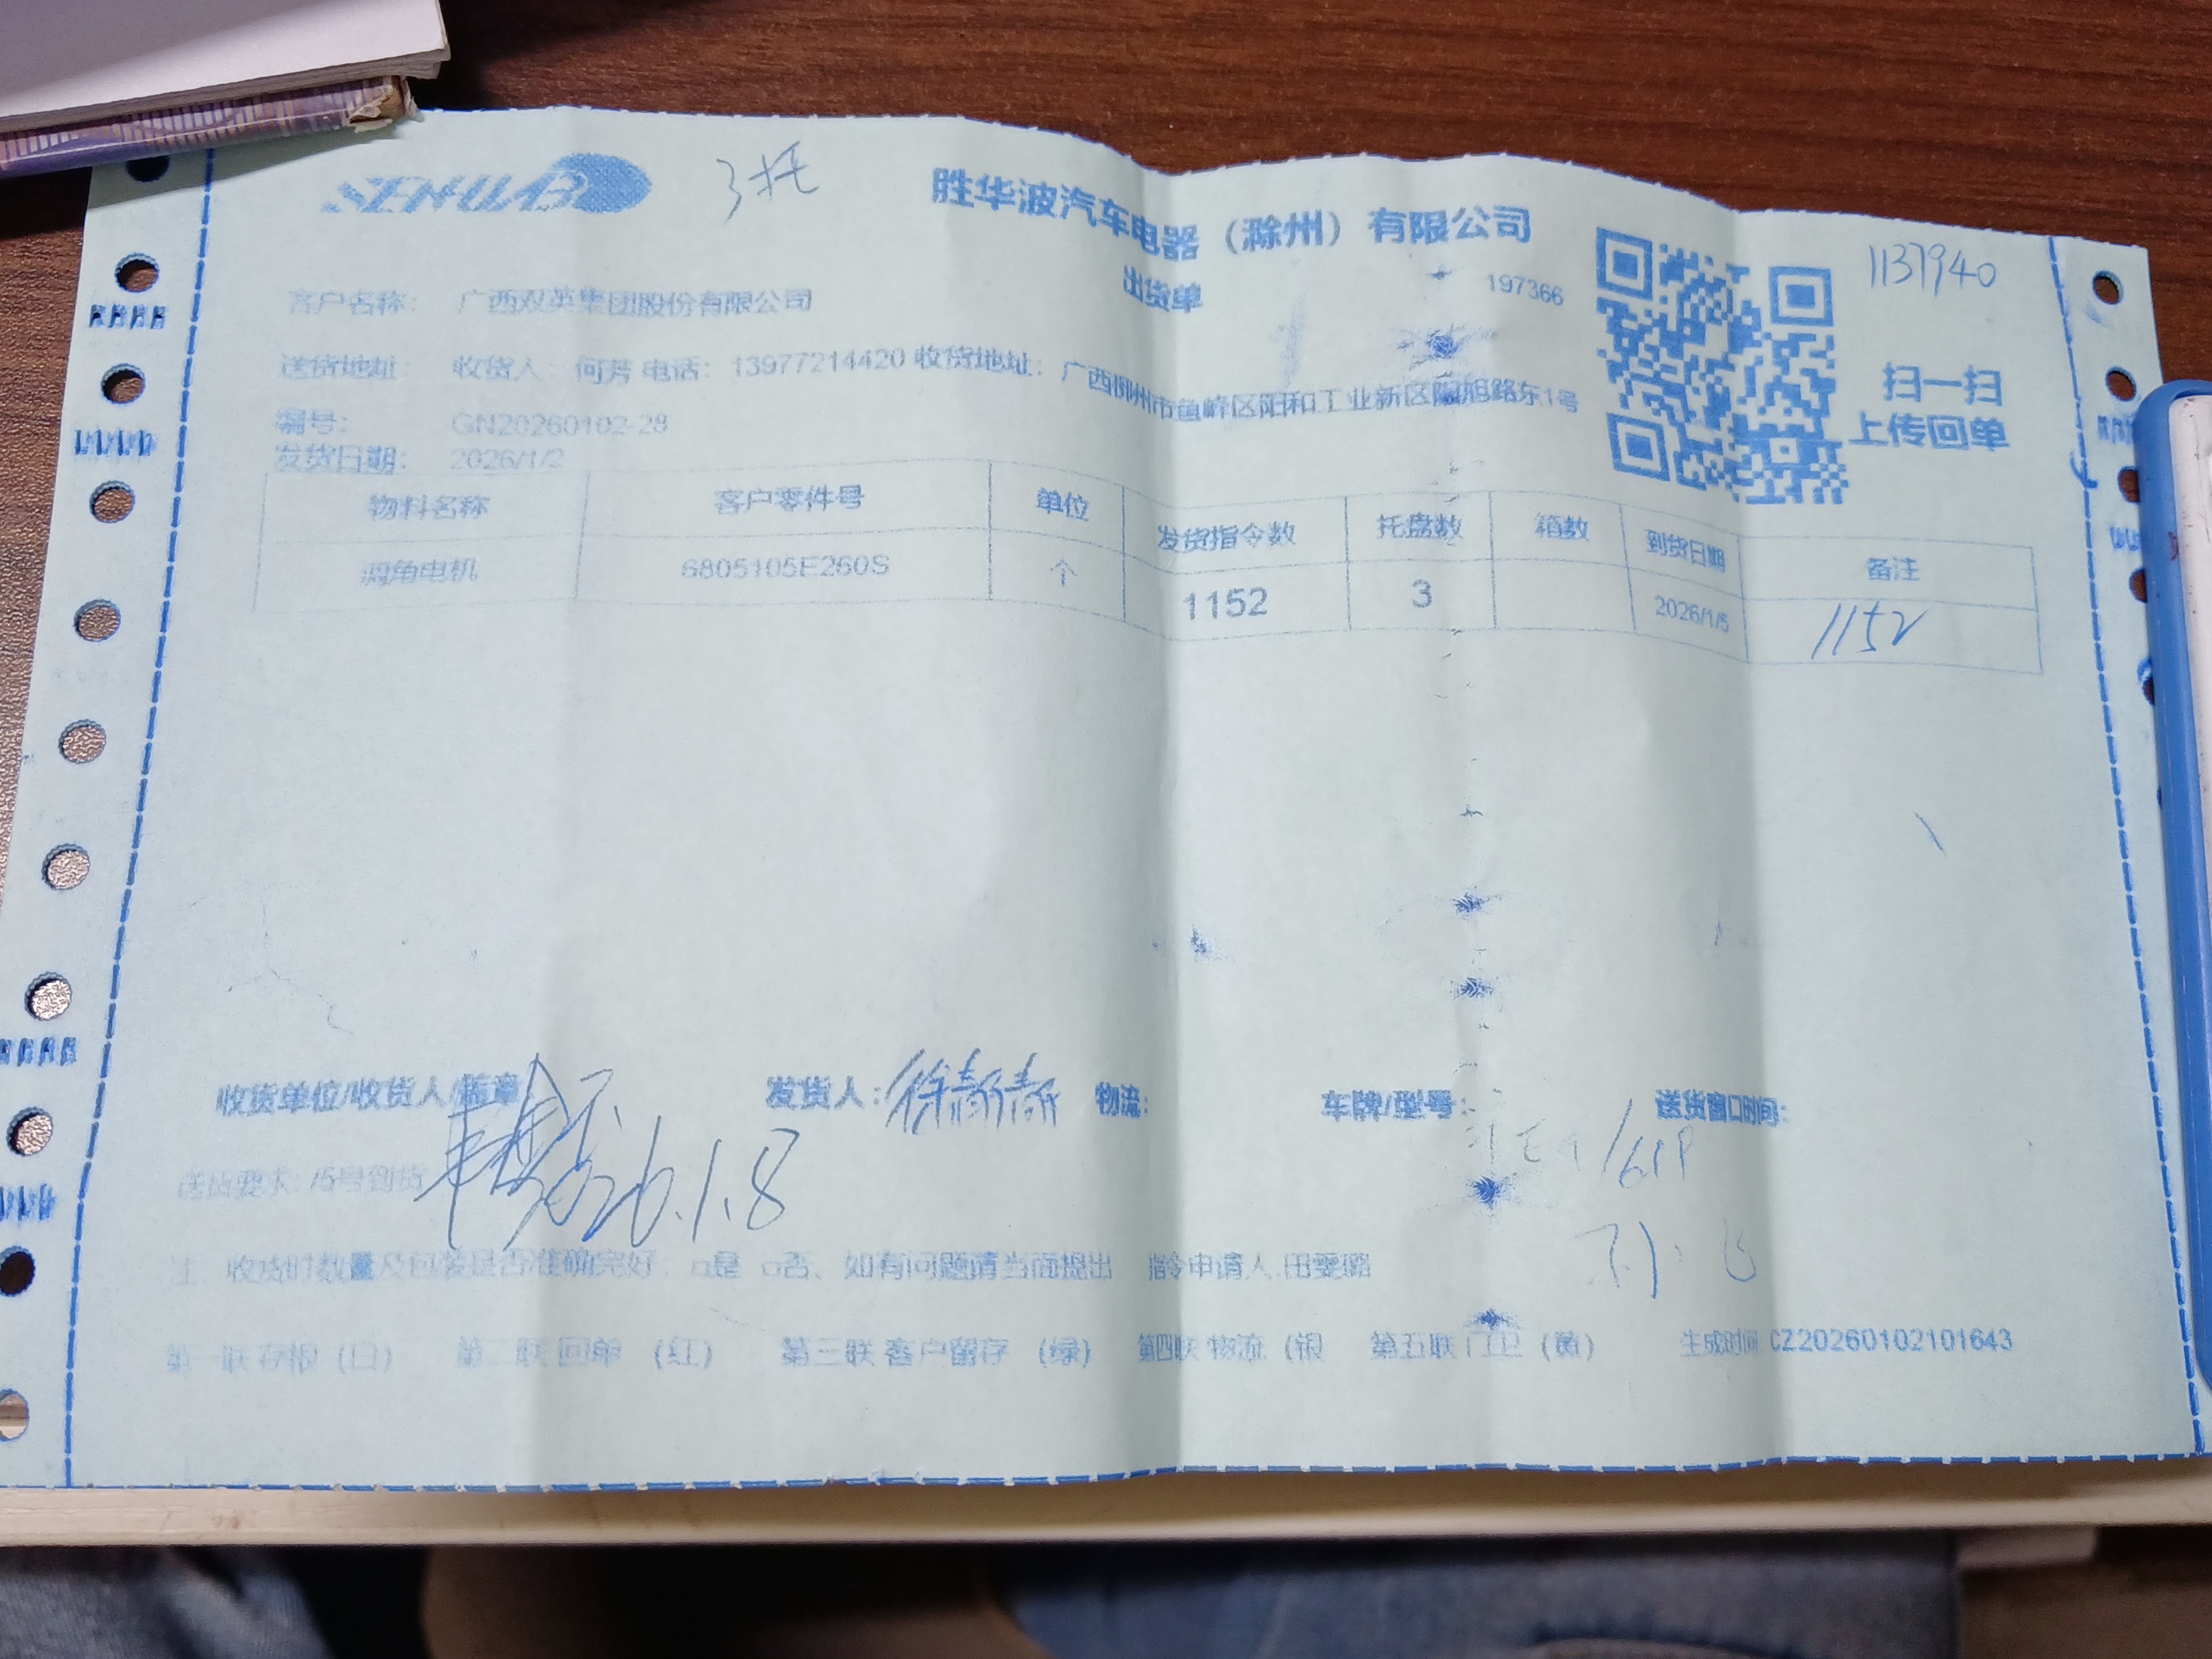 SENWAB 3托 胜华波汽车电器（滁州）有限公司
出货单 197366 1137940
扫一扫
上传回单
客户名称： 广西双英集团股份有限公司
送货地址： 收货人：何芳 电话：13977214420 收货地址：广西柳州市鱼峰区阳和工业新区陶旭路东1号
编号： GN20260102-28
发货日期： 2026/1/2
物料名称 客户零件号 单位 发货指令数 托盘数 箱数 到货日期 备注
调角电机 6805105E260S 个 1152 3 2026/1/5 1152
收货单位/收货人/盖章 发货人：徐静静 物流： 车牌/型号： 送货窗口时间：
送货要求：/5号到货 2026.1.8
注 收货时数量及包装是否准确完好：□是 □否、如有问题请当面提出 指令申请人:田雯璐
第一联 存根 （白） 第二联 回单 （红） 第三联 客户留存 （绿） 第四联 物流 （银 第五联 门卫 （黄） 生成时间 CZ20260102101643